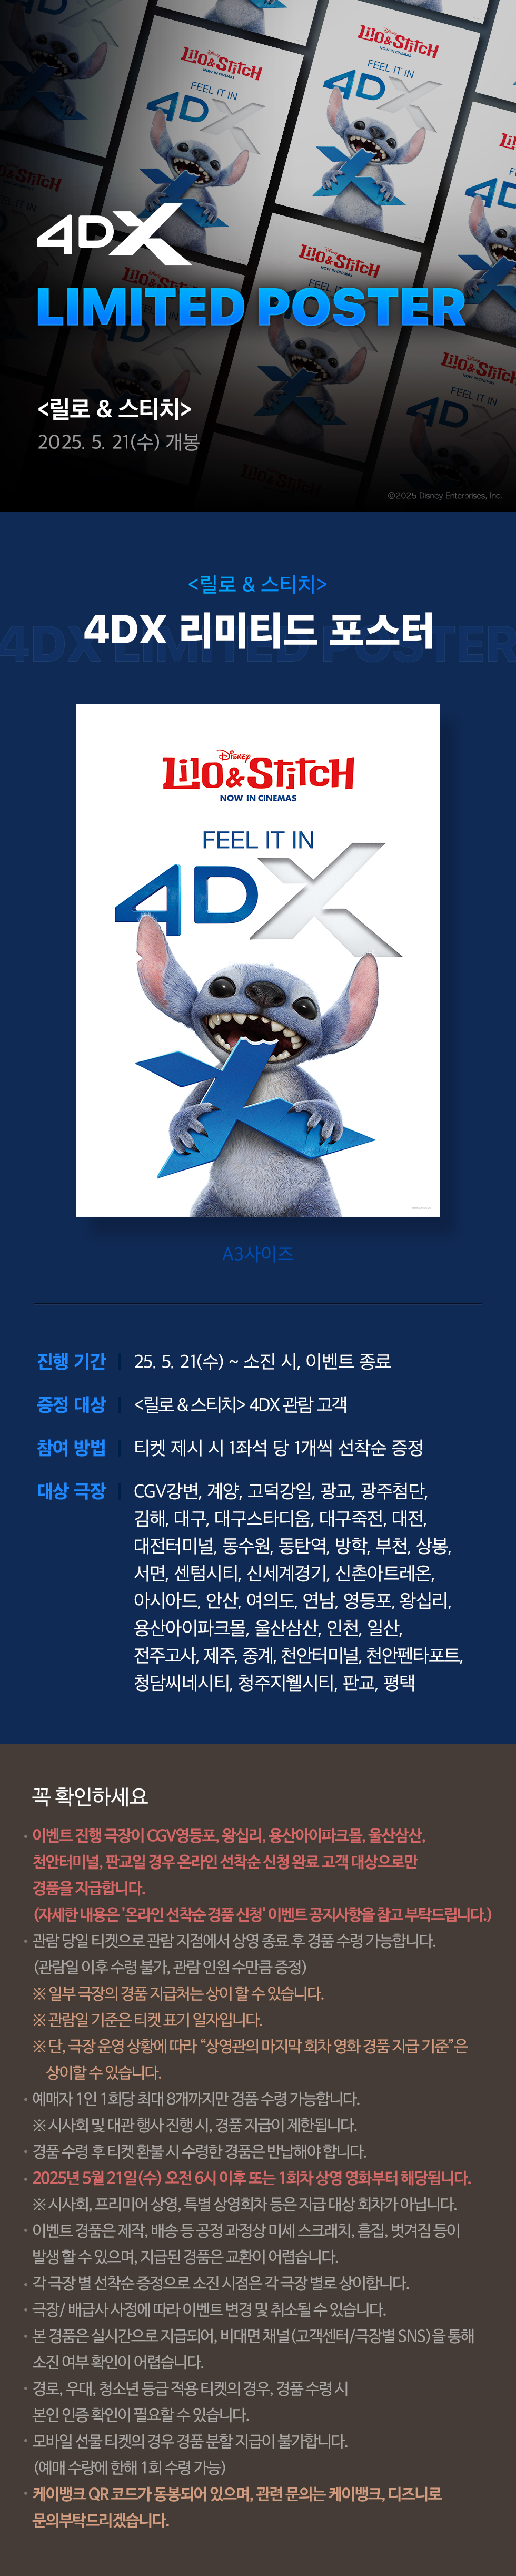 Disney
LiLO & STITCH
NOW IN CINEMAS
FEEL IT IN
4DX
4DX
LIMITED POSTER
<릴로 & 스티치>
2025. 5. 21(수) 개봉
©2025 Disney Enterprises, Inc.
<릴로 & 스티치>
4DX LIMITED POSTER
4DX 리미티드 포스터
Disney
LiLO & STITCH
NOW IN CINEMAS
FEEL IT IN
4DX
A3사이즈
진행 기간 25. 5. 21(수) ~ 소진 시, 이벤트 종료
증정 대상 <릴로 & 스티치> 4DX 관람 고객
참여 방법 티켓 제시 시 1좌석 당 1개씩 선착순 증정
대상 극장 CGV강변, 계양, 고덕강일, 광교, 광주첨단,
김해, 대구, 대구스타디움, 대구죽전, 대전,
대전터미널, 동수원, 동탄역, 방학, 부천, 상봉,
서면, 센텀시티, 신세계경기, 신촌아트레온,
아시아드, 안산, 여의도, 연남, 영등포, 왕십리,
용산아이파크몰, 울산삼산, 인천, 일산,
전주고사, 제주, 중계, 천안터미널, 천안펜타포트,
청담씨네시티, 청주지웰시티, 판교, 평택
꼭 확인하세요
· 이벤트 진행 극장이 CGV영등포, 왕십리, 용산아이파크몰, 울산삼산,
천안터미널, 판교일 경우 온라인 선착순 신청 완료 고객 대상으로만
경품을 지급합니다.
(자세한 내용은 '온라인 선착순 경품 신청' 이벤트 공지사항을 참고 부탁드립니다.)
· 관람 당일 티켓으로 관람 지점에서 상영 종료 후 경품 수령 가능합니다.
(관람일 이후 수령 불가, 관람 인원 수만큼 증정)
※ 일부 극장의 경품 지급처는 상이 할 수 있습니다.
※ 관람일 기준은 티켓 표기 일자입니다.
※ 단, 극장 운영 상황에 따라 “상영관의 마지막 회차 영화 경품 지급 기준”은
상이할 수 있습니다.
· 예매자 1인 1회당 최대 8개까지만 경품 수령 가능합니다.
※ 시사회 및 대관 행사 진행 시, 경품 지급이 제한됩니다.
· 경품 수령 후 티켓 환불 시 수령한 경품은 반납해야 합니다.
· 2025년 5월 21일(수) 오전 6시 이후 또는 1회차 상영 영화부터 해당됩니다.
※ 시사회, 프리미어 상영, 특별 상영회차 등은 지급 대상 회차가 아닙니다.
· 이벤트 경품은 제작, 배송 등 공정 과정상 미세 스크래치, 흠집, 벗겨짐 등이
발생 할 수 있으며, 지급된 경품은 교환이 어렵습니다.
· 각 극장 별 선착순 증정으로 소진 시점은 각 극장 별로 상이합니다.
· 극장/ 배급사 사정에 따라 이벤트 변경 및 취소될 수 있습니다.
· 본 경품은 실시간으로 지급되어, 비대면 채널(고객센터/극장별 SNS)을 통해
소진 여부 확인이 어렵습니다.
· 경로, 우대, 청소년 등급 적용 티켓의 경우, 경품 수령 시
본인 인증 확인이 필요할 수 있습니다.
· 모바일 선물 티켓의 경우 경품 분할 지급이 불가합니다.
(예매 수량에 한해 1회 수령 가능)
· 케이뱅크 QR 코드가 동봉되어 있으며, 관련 문의는 케이뱅크, 디즈니로
문의부탁드리겠습니다.